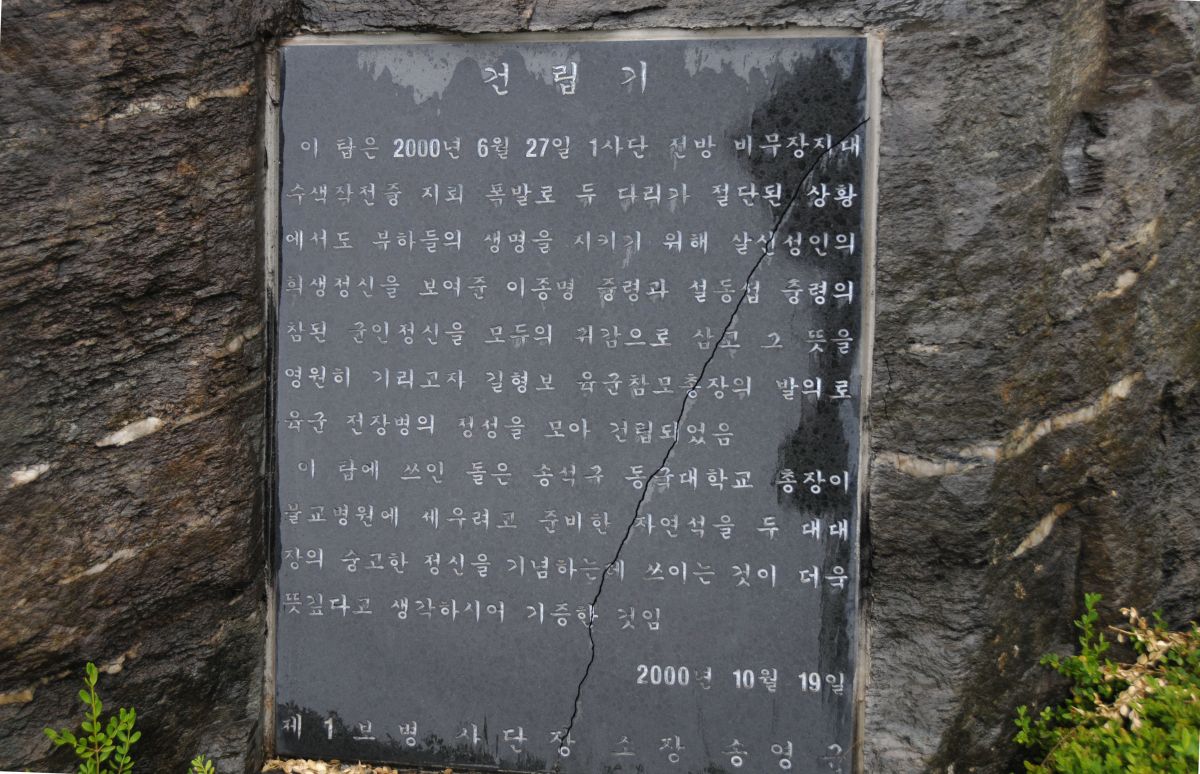 건립기
이 탑은 2000년 6월 27일 1사단 전방 비무장지대
수색작전중 지뢰 폭발로 두 다리가 절단된 상황
에서도 부하들의 생명을 지키기 위해 살신성인의
희생정신을 보여준 이종명 중령과 설동섭 중령의
참된 군인정신을 모두의 귀감으로 삼고 그 뜻을
영원히 기리고자 길형보 육군참모총장의 발의로
육군 전장병의 정성을 모아 건립되었음
이 탑에 쓰인 돌은 송석구 동국대학교 총장이
불교병원에 세우려고 준비한 자연석을 두 대대
장의 숭고한 정신을 기념하는데 쓰이는 것이 더욱
뜻깊다고 생각하시어 기증한 것임
2000년 10월 19일
제1보병 사단장 소장 송영근